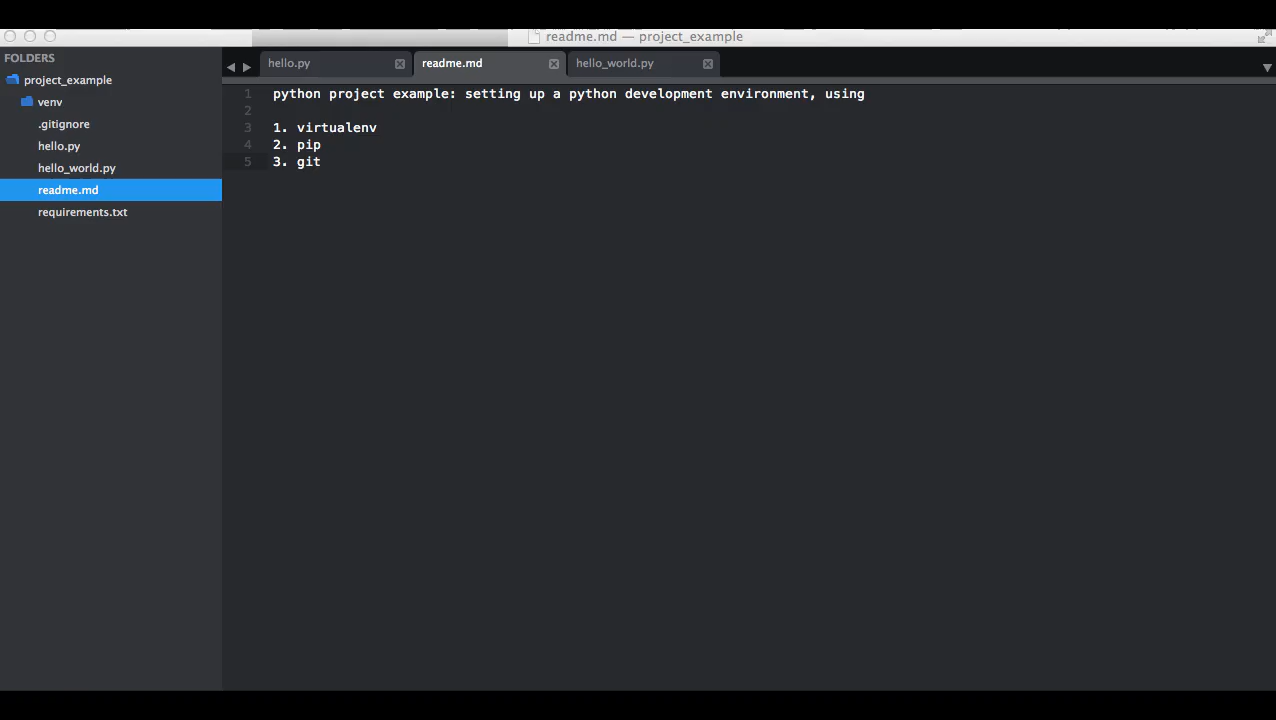 readme.md — project_example
FOLDERS
project_example
venv
.gitignore
hello.py
hello_world.py
readme.md
requirements.txt
hello.py
readme.md
hello_world.py
1 python project example: setting up a python development environment, using
2
3 1. virtualenv
4 2. pip
5 3. git